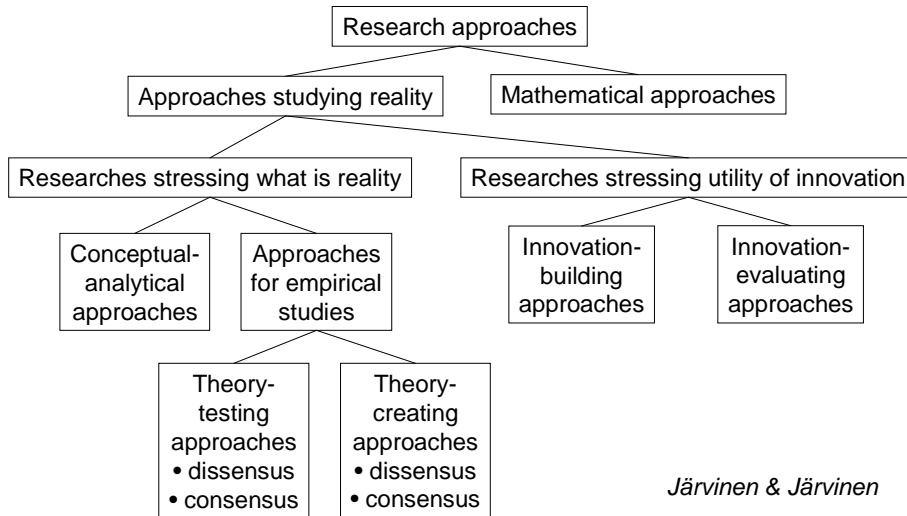 Research approaches
Approaches studying reality
Mathematical approaches
Researches stressing what is reality
Researches stressing utility of innovation
Conceptual-
analytical
approaches
Approaches
for empirical
studies
Innovation-
building
approaches
Innovation-
evaluating
approaches
Theory-
testing
approaches
• dissensus
• consensus
Theory-
creating
approaches
• dissensus
• consensus
Järvinen & Järvinen